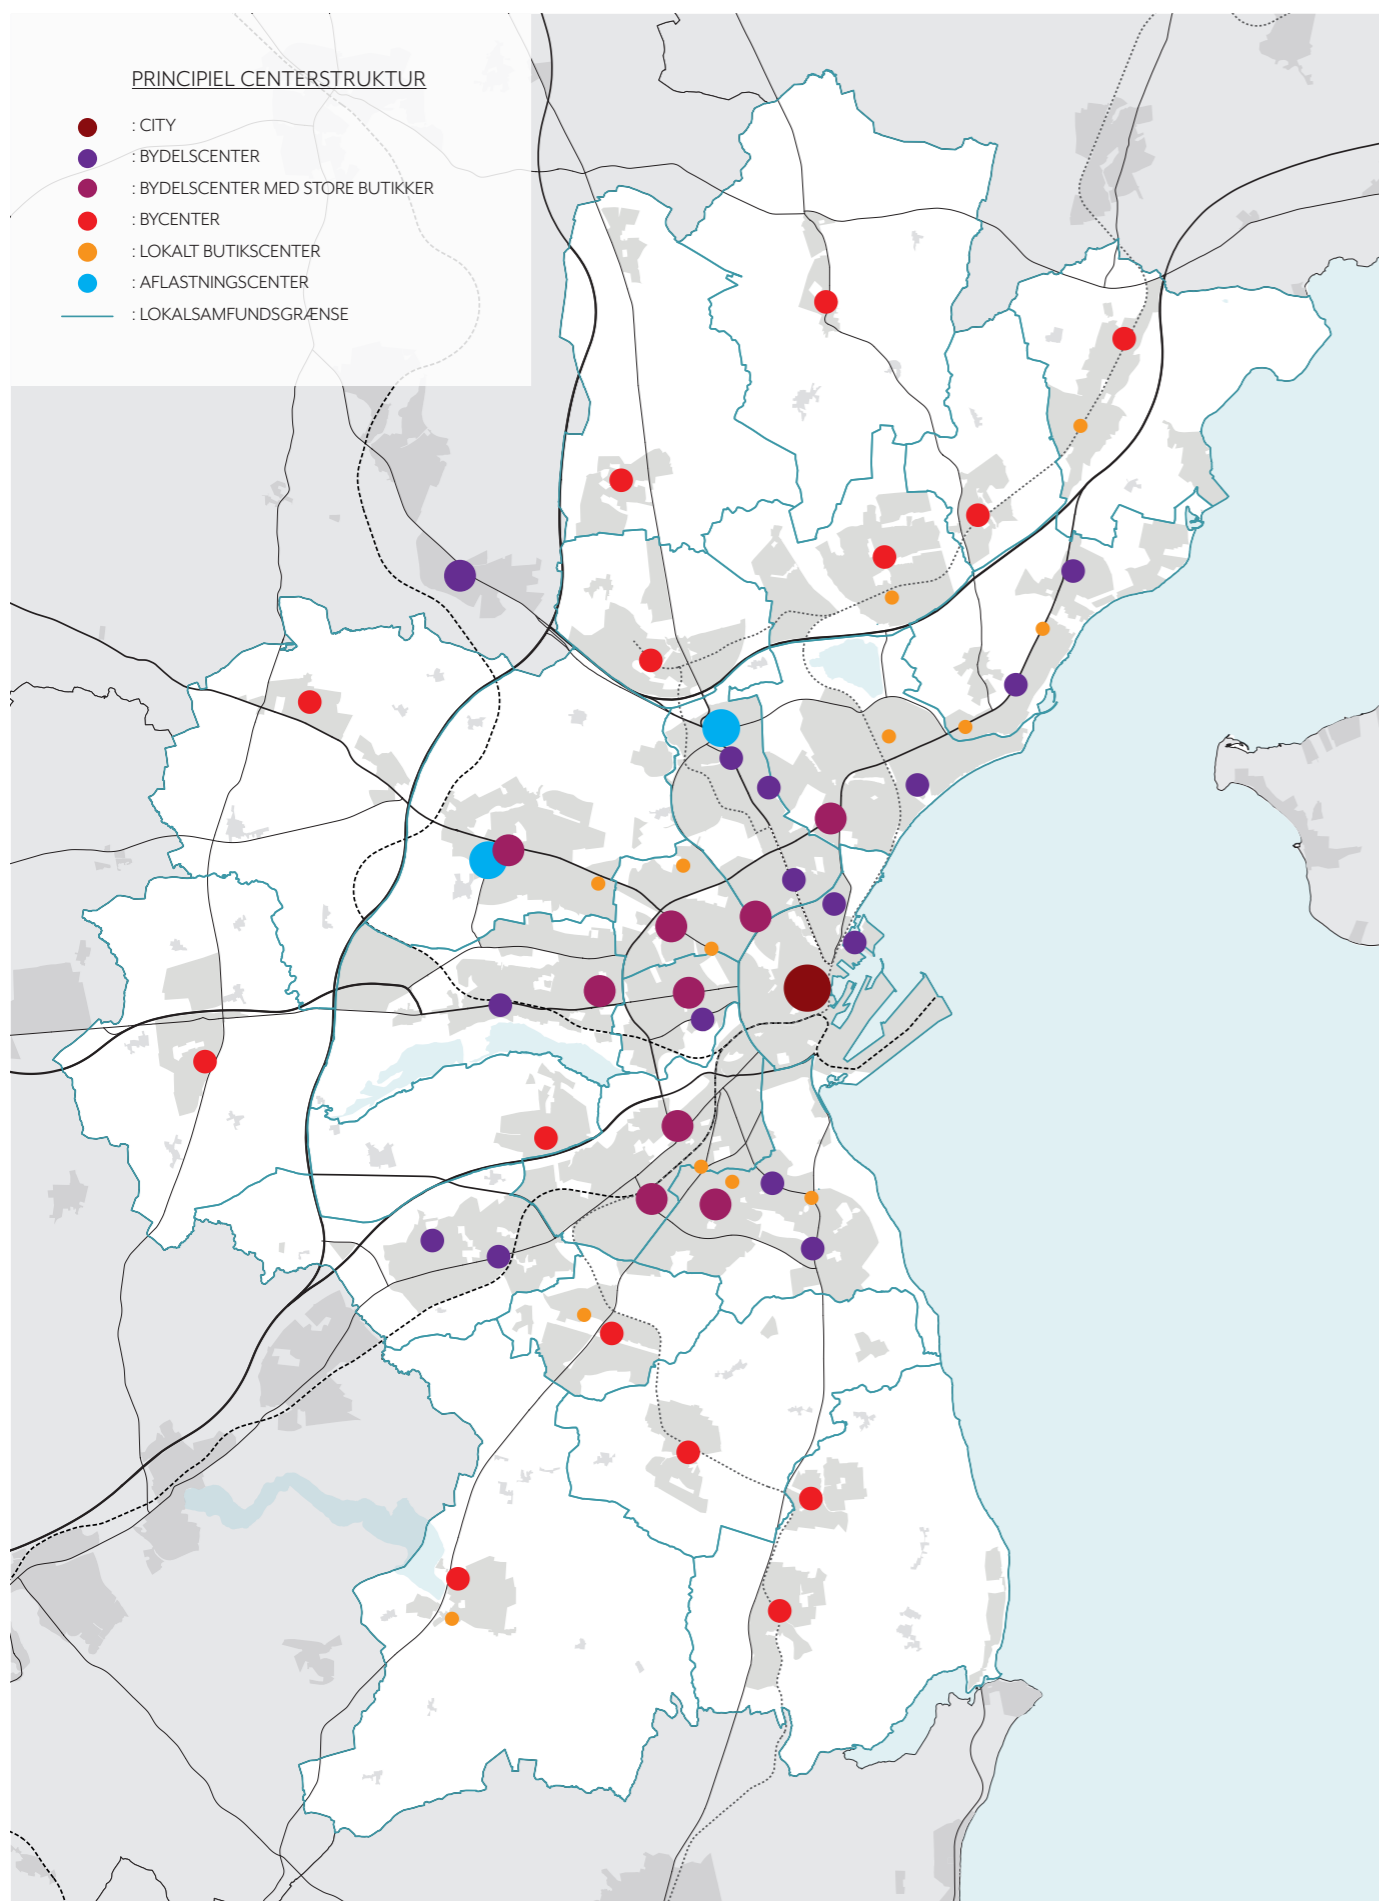 PRINCIPIEL CENTERSTRUKTUR
: CITY
: BYDELSCENTER
: BYDELSCENTER MED STORE BUTIKKER
: BYCENTER
: LOKALT BUTIKSCENTER
: AFLASTNINGSCENTER
: LOKALSAMFUNDSGRÆNSE